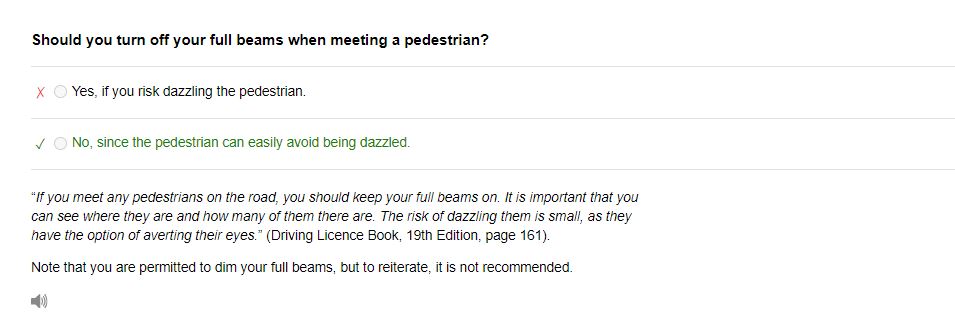 Should you turn off your full beams when meeting a pedestrian?
✗ Yes, if you risk dazzling the pedestrian.
✓ No, since the pedestrian can easily avoid being dazzled.
“If you meet any pedestrians on the road, you should keep your full beams on. It is important that you
can see where they are and how many of them there are. The risk of dazzling them is small, as they
have the option of averting their eyes.” (Driving Licence Book, 19th Edition, page 161).
Note that you are permitted to dim your full beams, but to reiterate, it is not recommended.